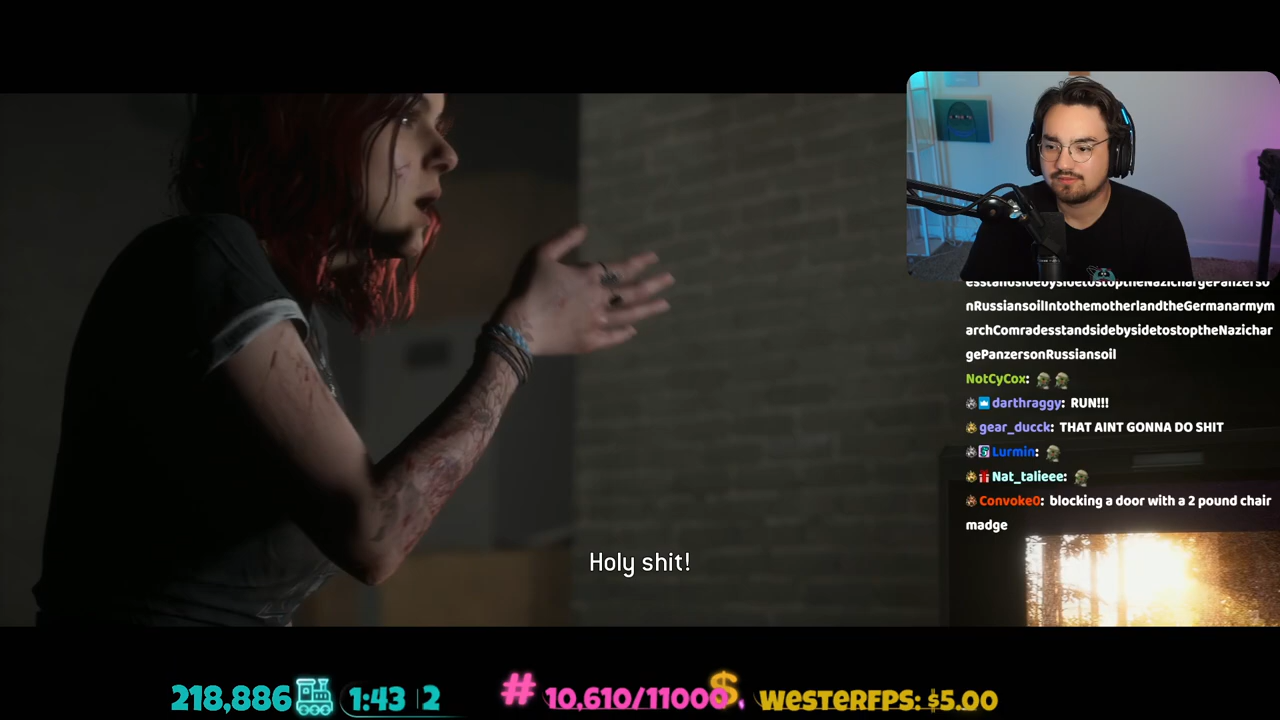 esstandsidebysidetostoptheNazichargePanzerso
nRussiansoilIntothemotherlandtheGermanarmym
archComradesstandsidebysidetostoptheNazichar
gePanzersonRussiansoil
NotCyCox:
darthraggy: RUN!!!
gear_ducck: THAT AINT GONNA DO SHIT
Lurmin:
Nat_talieee:
Convoke0: blocking a door with a 2 pound chair
madge
Holy shit!
218,886 1:43 | 2 # 10,610/11000 $ WesterFPS: $5.00